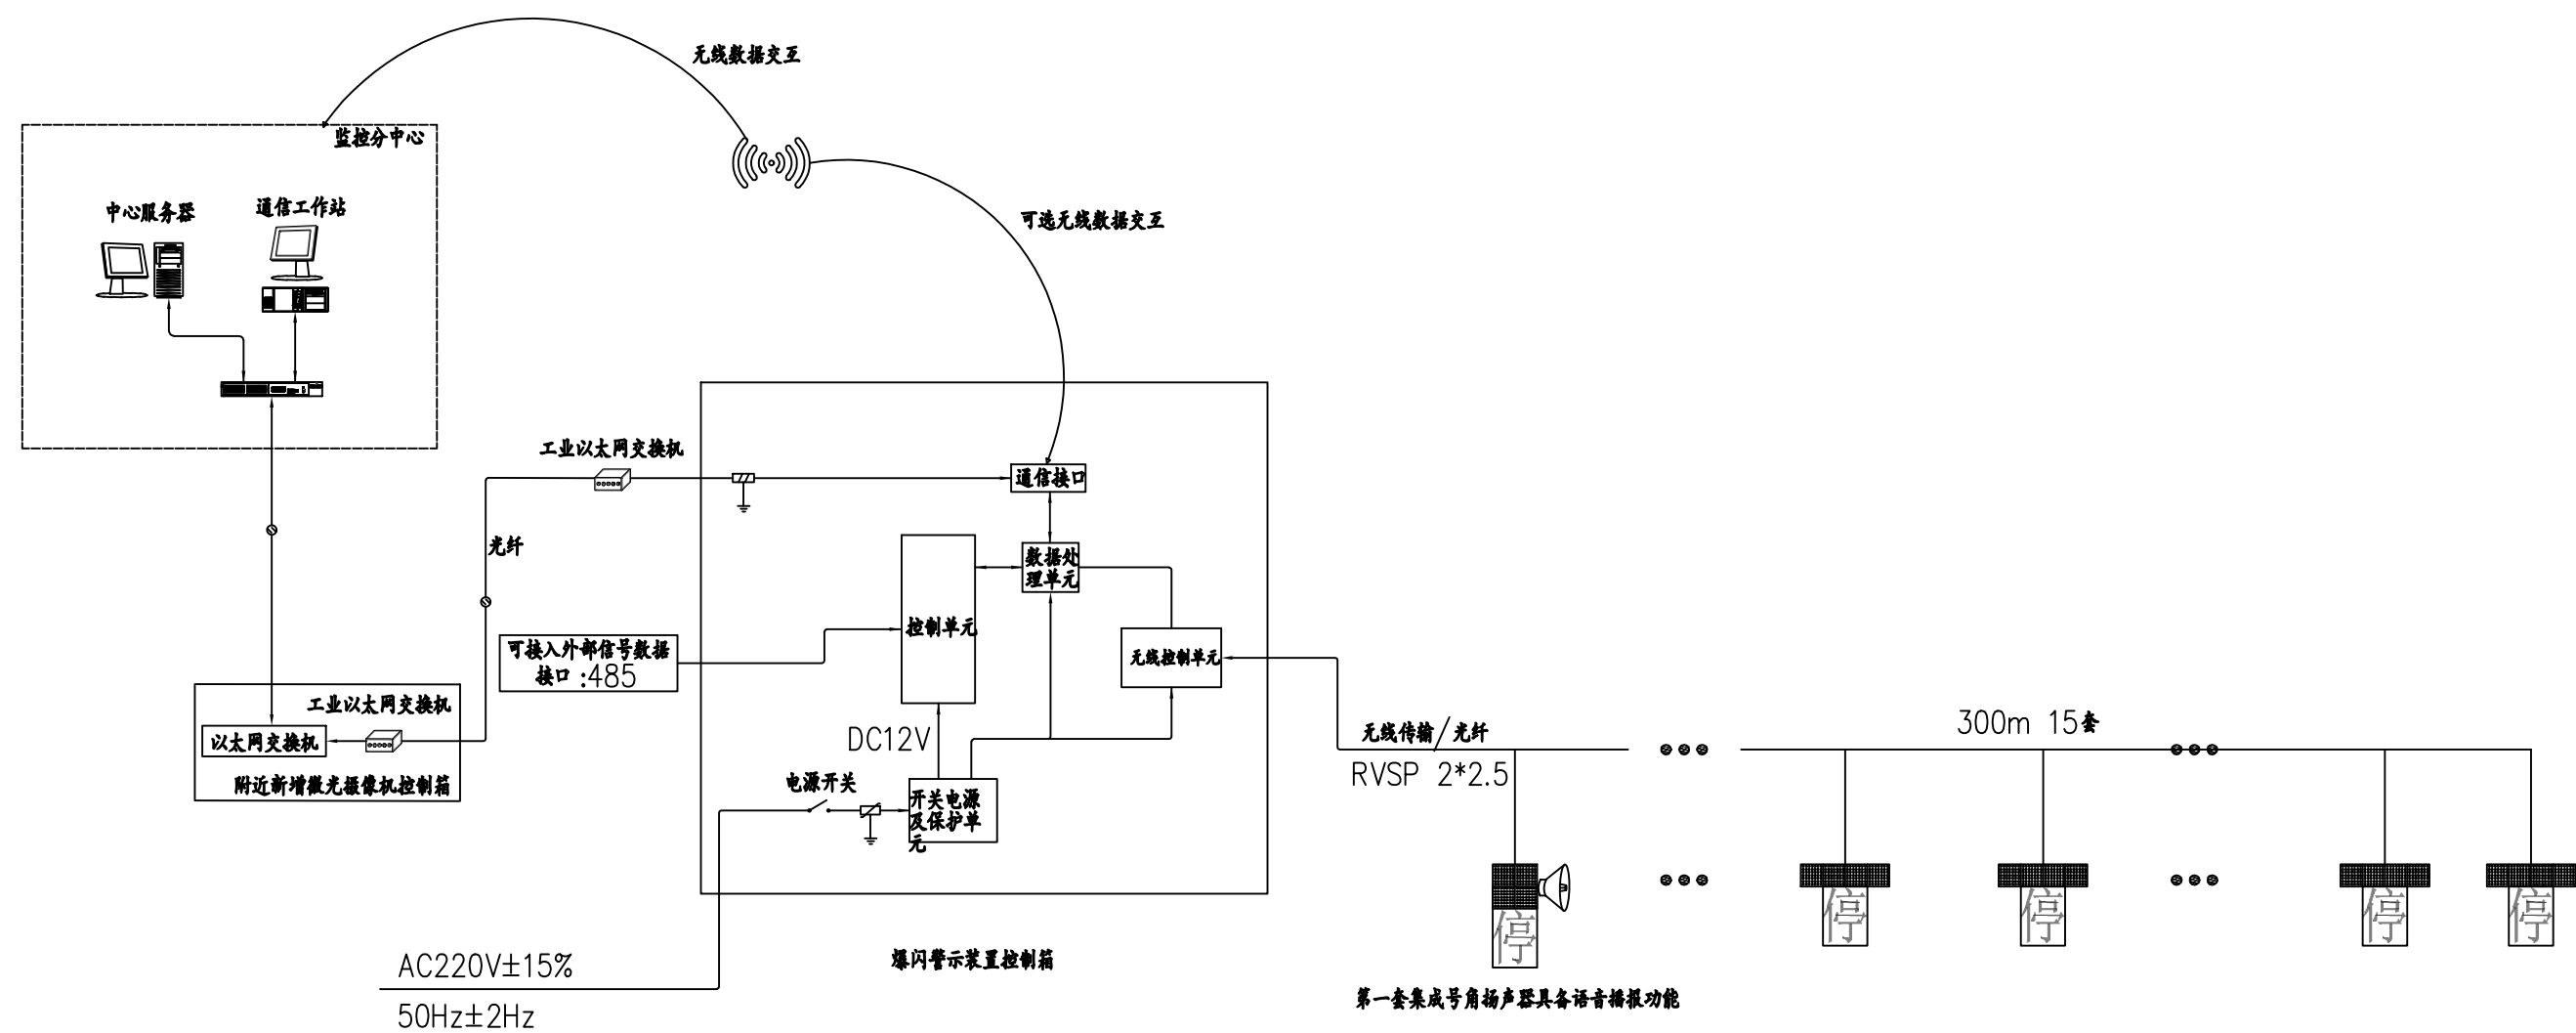 无线数据交互
监控分中心
中心服务器
通信工作站
可选无线数据交互
工业以太网交换机
通信接口
光纤
数据处
理单元
控制单元
可接入外部信号数据
接口:485
无线控制单元
工业以太网交换机
以太网交换机
附近新增微光摄像机控制箱
DC12V
电源开关
开关电源
及保护单
元
无线传输/光纤
RVSP 2*2.5
300m 15套
停
停
停
停
停
AC220V±15%
50Hz±2Hz
爆闪警示装置控制箱
第一套集成号角扬声器具备语音播报功能